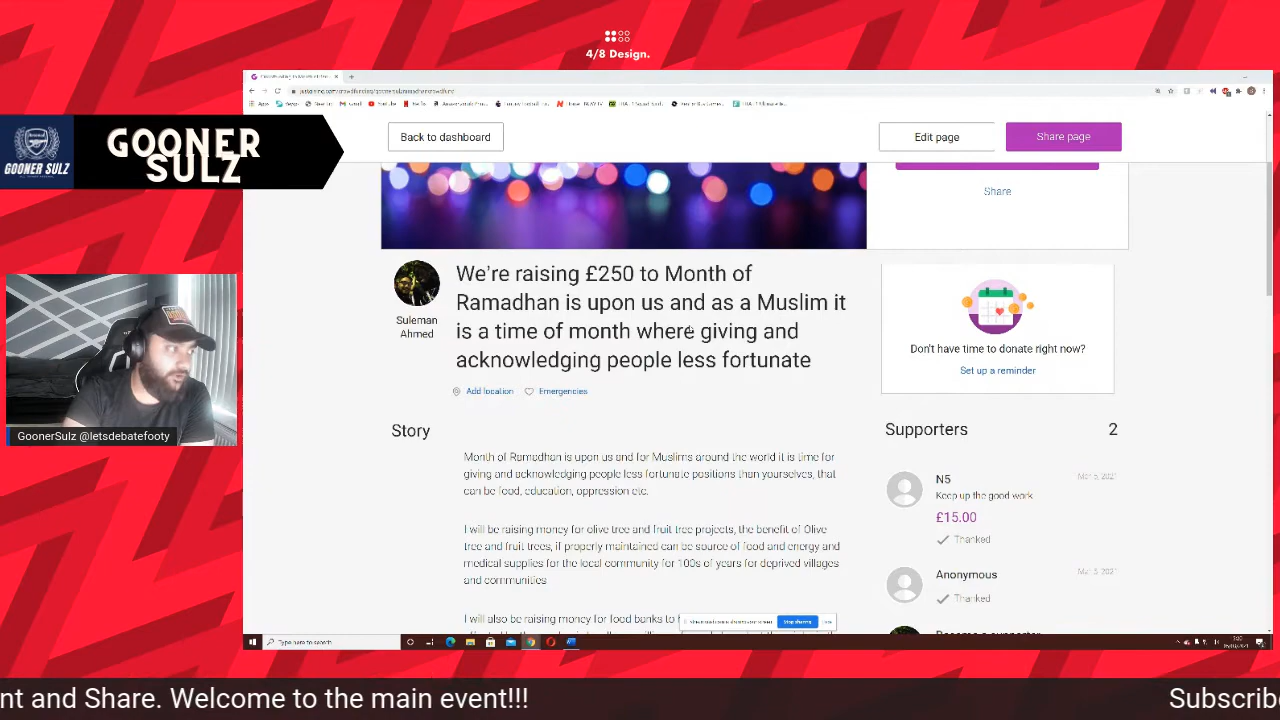 4/8 Design.
GOONER SULZ
GOONER
SULZ
Back to dashboard
Edit page
Share page
Share
We're raising £250 to Month of
Ramadhan is upon us and as a Muslim it
is a time of month where giving and
acknowledging people less fortunate
Suleman
Ahmed
Add location
Emergencies
Don't have time to donate right now?
Set up a reminder
Story
Month of Ramadhan is upon us and for Muslims around the world it is time for
giving and acknowledging people less fortunate positions than yourselves, that
can be food, education, oppression etc.
I will be raising money for olive tree and fruit tree projects, the benefit of Olive
tree and fruit trees, if properly maintained can be source of food and energy and
medical supplies for the local community for 100s of years for deprived villages
and communities
I will also be raising money for food banks to
Supporters 2
N5
Keep up the good work
£15.00
Thanked
Anonymous
Thanked
Stop sharing
Type here to search
GoonerSulz @letsdebatefooty
nt and Share. Welcome to the main event!!!
Subscribe